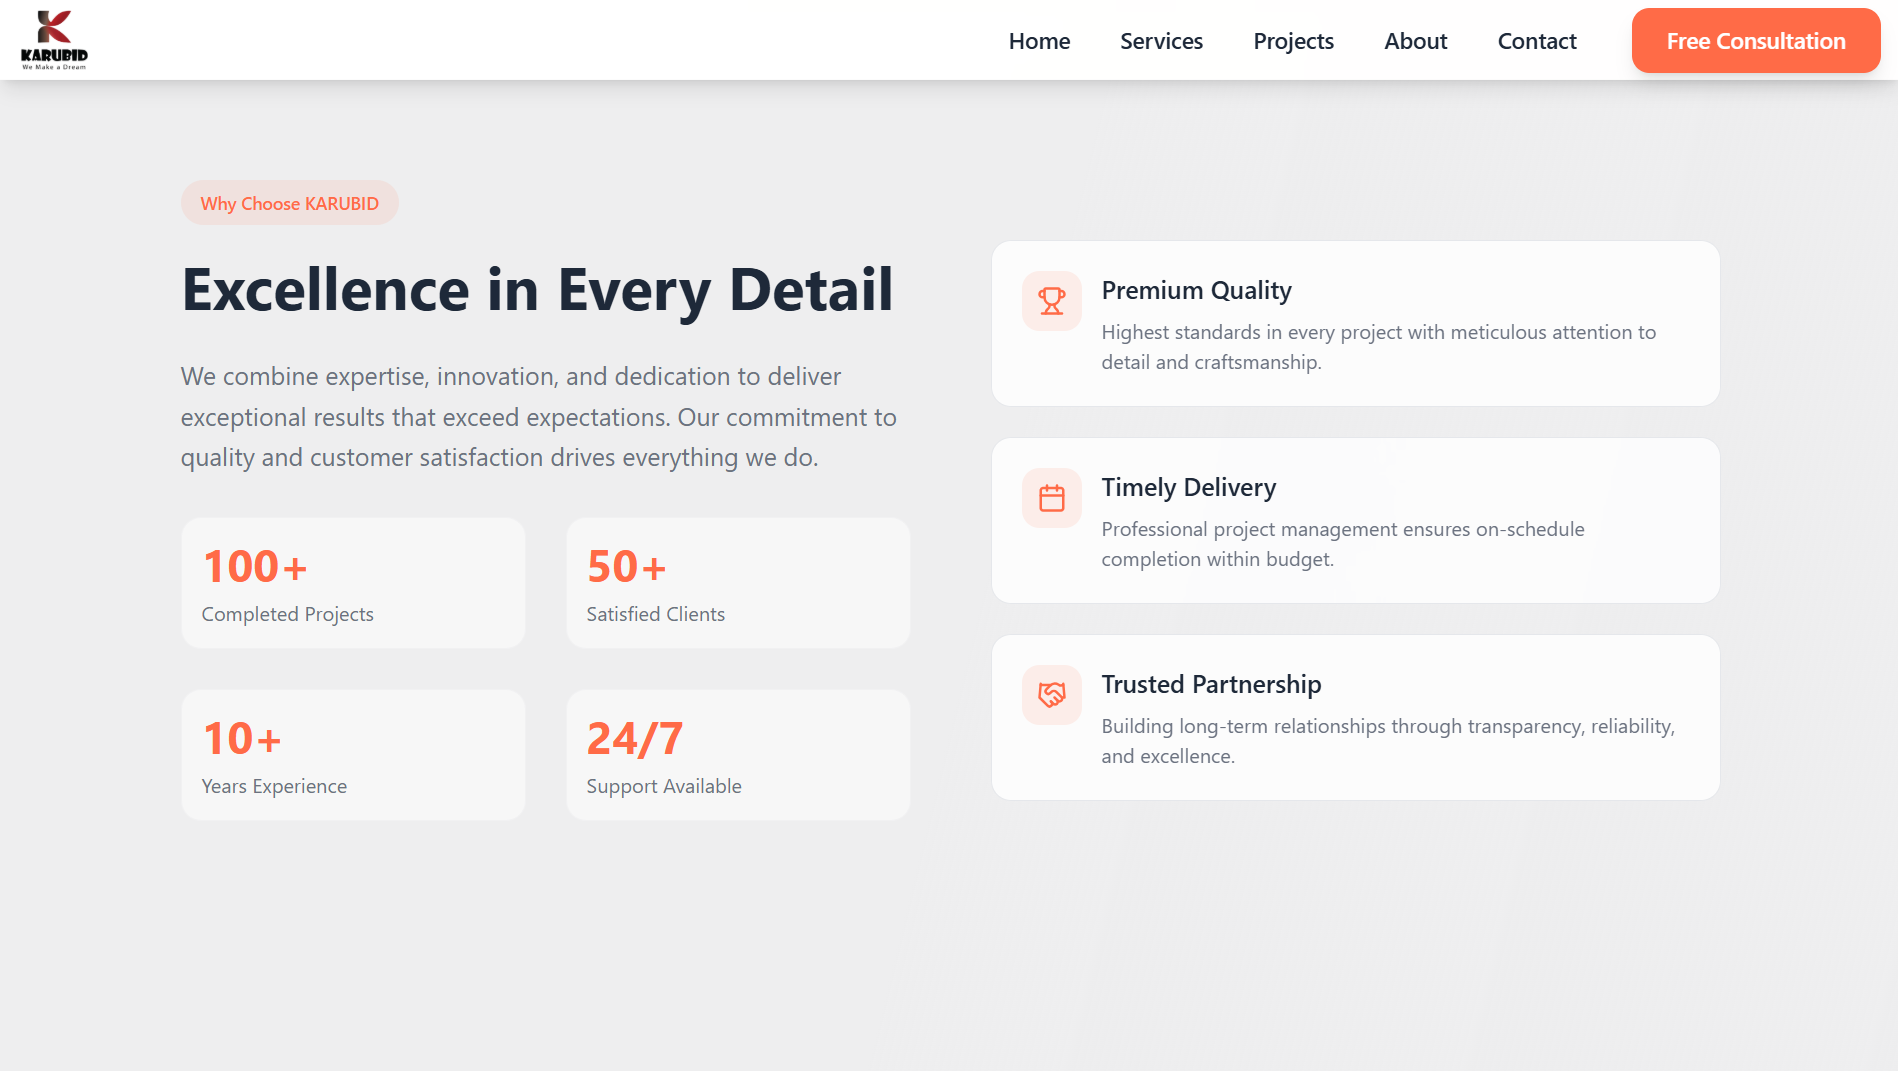 KARUBID
We Make a Dream
Home
Services
Projects
About
Contact
Free Consultation
Why Choose KARUBID
Excellence in Every Detail
We combine expertise, innovation, and dedication to deliver
exceptional results that exceed expectations. Our commitment to
quality and customer satisfaction drives everything we do.
100+
Completed Projects
50+
Satisfied Clients
10+
Years Experience
24/7
Support Available
Premium Quality
Highest standards in every project with meticulous attention to
detail and craftsmanship.
Timely Delivery
Professional project management ensures on-schedule
completion within budget.
Trusted Partnership
Building long-term relationships through transparency, reliability,
and excellence.